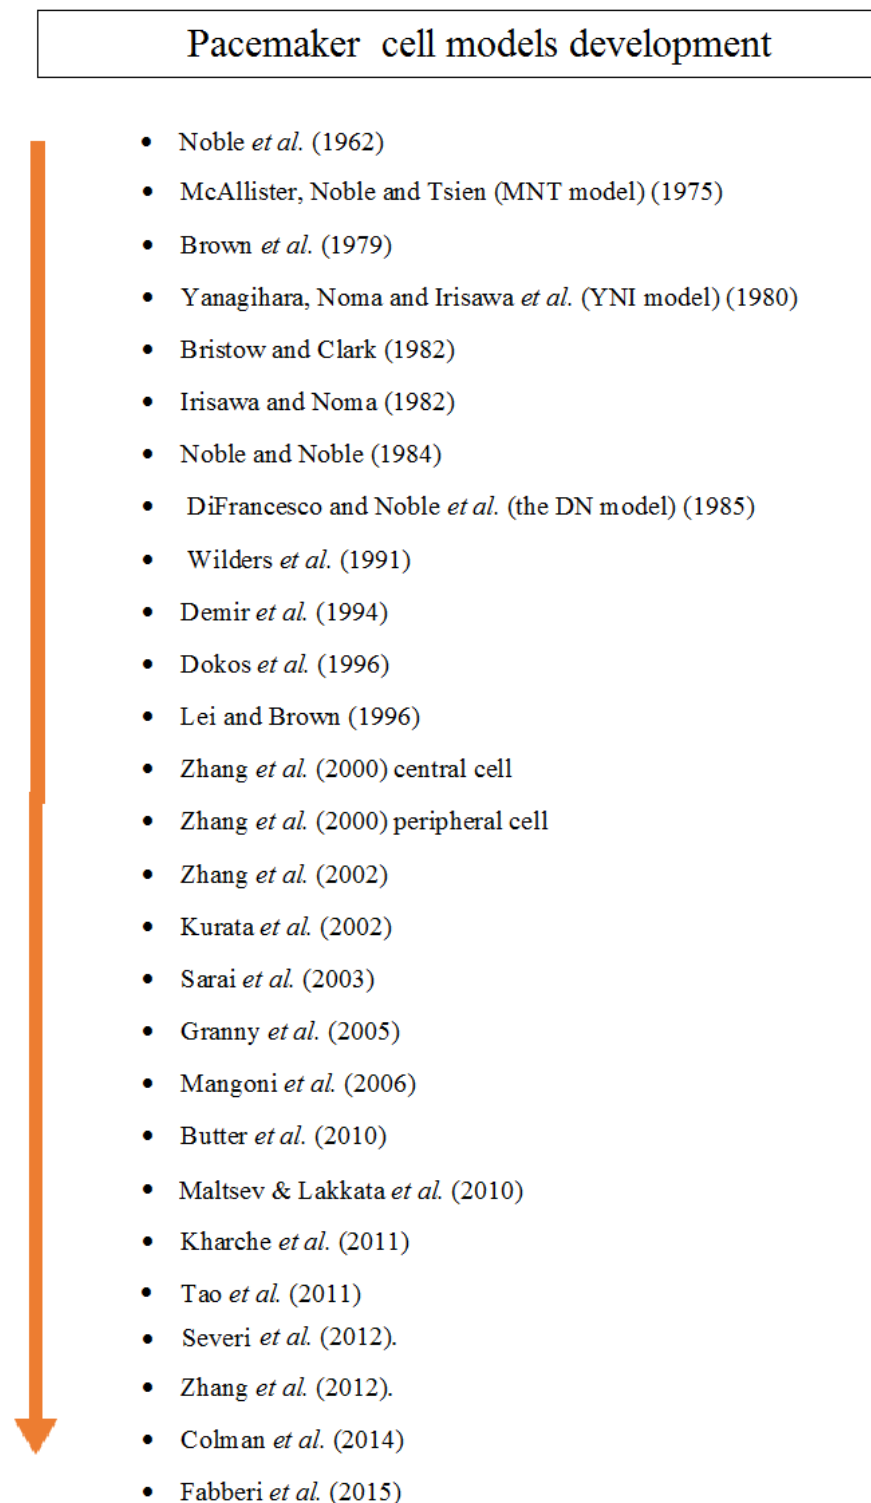 Pacemaker cell models development
• Noble et al. (1962)
• McAllister, Noble and Tsien (MNT model) (1975)
• Brown et al. (1979)
• Yanagihara, Noma and Irisawa et al. (YNI model) (1980)
• Bristow and Clark (1982)
• Irisawa and Noma (1982)
• Noble and Noble (1984)
• DiFrancesco and Noble et al. (the DN model) (1985)
• Wilders et al. (1991)
• Demir et al. (1994)
• Dokos et al. (1996)
• Lei and Brown (1996)
• Zhang et al. (2000) central cell
• Zhang et al. (2000) peripheral cell
• Zhang et al. (2002)
• Kurata et al. (2002)
• Sarai et al. (2003)
• Granny et al. (2005)
• Mangoni et al. (2006)
• Butter et al. (2010)
• Maltsev & Lakkata et al. (2010)
• Kharche et al. (2011)
• Tao et al. (2011)
• Severi et al. (2012).
• Zhang et al. (2012).
• Colman et al. (2014)
• Fabberi et al. (2015)